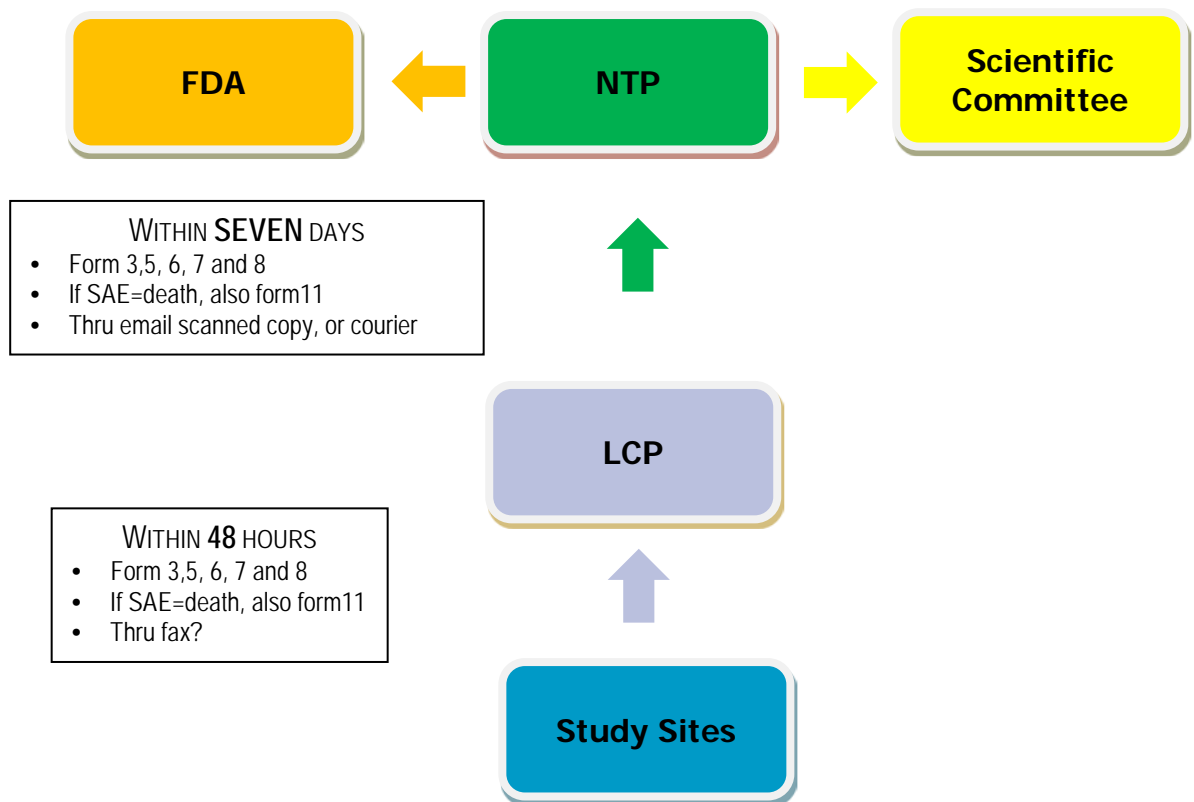 FDA
NTP
Scientific
Committee
WITHIN SEVEN DAYS
• Form 3,5, 6, 7 and 8
• If SAE=death, also form11
• Thru email scanned copy, or courier
LCP
WITHIN 48 HOURS
• Form 3,5, 6, 7 and 8
• If SAE=death, also form11
• Thru fax?
Study Sites